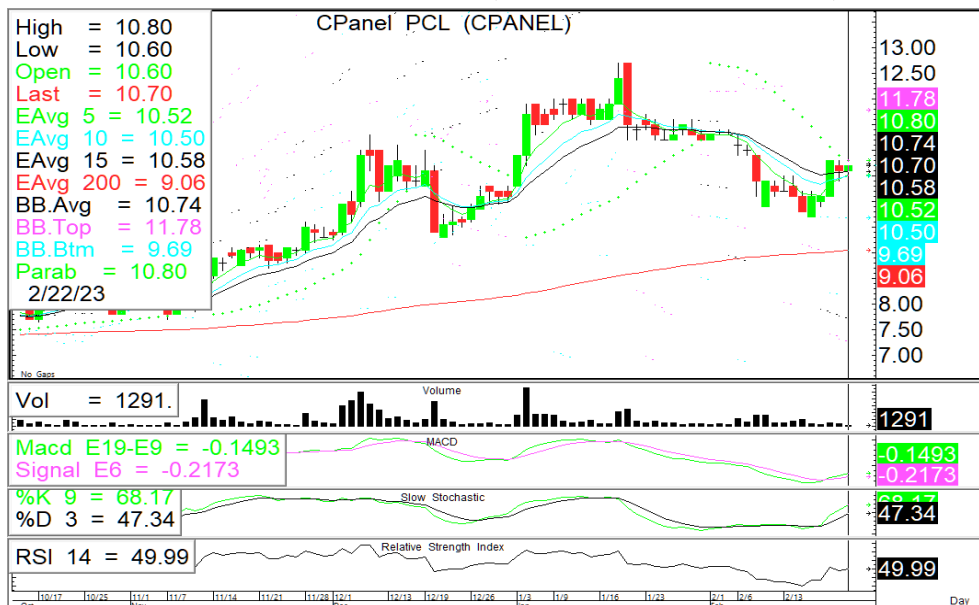 CPanel PCL (CPANEL)
High = 10.80
Low = 10.60
Open = 10.60
Last = 10.70
EAvg 5 = 10.52
EAvg 10 = 10.50
EAvg 15 = 10.58
EAvg 200 = 9.06
BB.Avg = 10.74
BB.Top = 11.78
BB.Btm = 9.69
Parab = 10.80
2/22/23
13.00
12.50
11.78
10.80
10.74
10.70
10.58
10.52
10.50
9.69
9.06
8.00
7.50
7.00
No Gaps
Vol = 1291.
Volume
1291
Macd E19-E9 = -0.1493
Signal E6 = -0.2173
MACD
-0.1493
-0.2173
%K 9 = 68.17
%D 3 = 47.34
Slow Stochastic
68.17
47.34
RSI 14 = 49.99
Relative Strength Index
49.99
10/17 10/25 11/1 11/7 11/14 11/21 11/28 12/13 12/19 12/26 1/9 1/16 1/23 2/1 2/6 2/13
Day